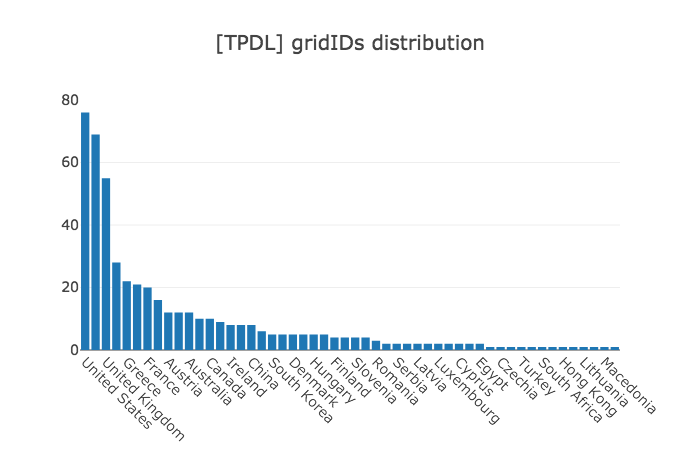 [TPDL] gridIDs distribution
80
60
40
20
0
United States
United Kingdom
Greece
France
Austria
Australia
Canada
Ireland
China
South Korea
Denmark
Hungary
Finland
Slovenia
Romania
Serbia
Latvia
Luxembourg
Cyprus
Egypt
Czechia
Turkey
South Africa
Hong Kong
Lithuania
Macedonia